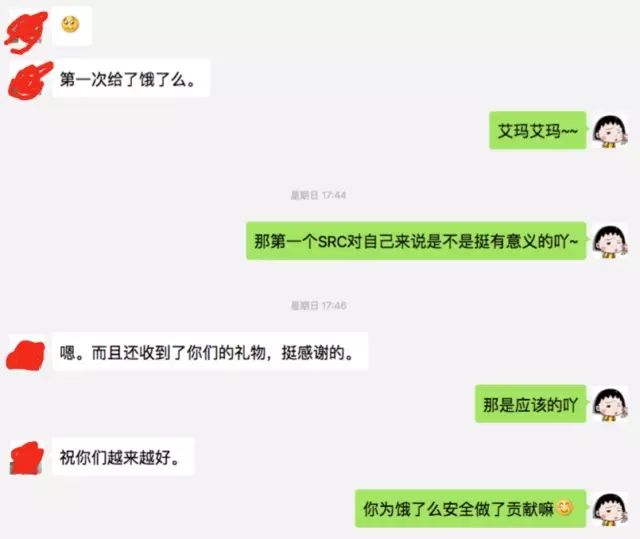 第一次给了饿了么。
艾玛艾玛~~
星期日 17:44
那第一个SRC对自己来说是不是挺有意义的吖~
星期日 17:46
嗯。而且还收到了你们的礼物，挺感谢的。
那是应该的吖
祝你们越来越好。
你为饿了么安全做了贡献嘛